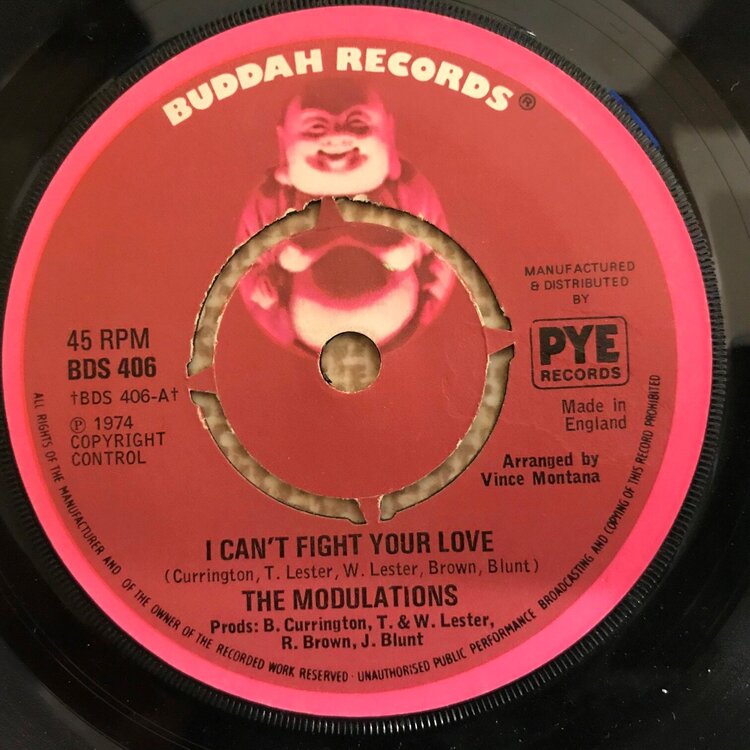 BUDDAH RECORDS®
MANUFACTURED
& DISTRIBUTED
BY
PYE
RECORDS
Made in
England
45 RPM
BDS 406
†BDS 406-A†
℗ 1974
COPYRIGHT
CONTROL
Arranged by
Vince Montana
I CAN'T FIGHT YOUR LOVE
(Currington, T. Lester, W. Lester, Brown, Blunt)
THE MODULATIONS
Prods: B. Currington, T. & W. Lester,
R. Brown, J. Blunt
ALL RIGHTS OF THE MANUFACTURER AND OF THE OWNER OF THE RECORDED WORK RESERVED · UNAUTHORISED PUBLIC PERFORMANCE BROADCASTING AND COPYING OF THIS RECORD PROHIBITED